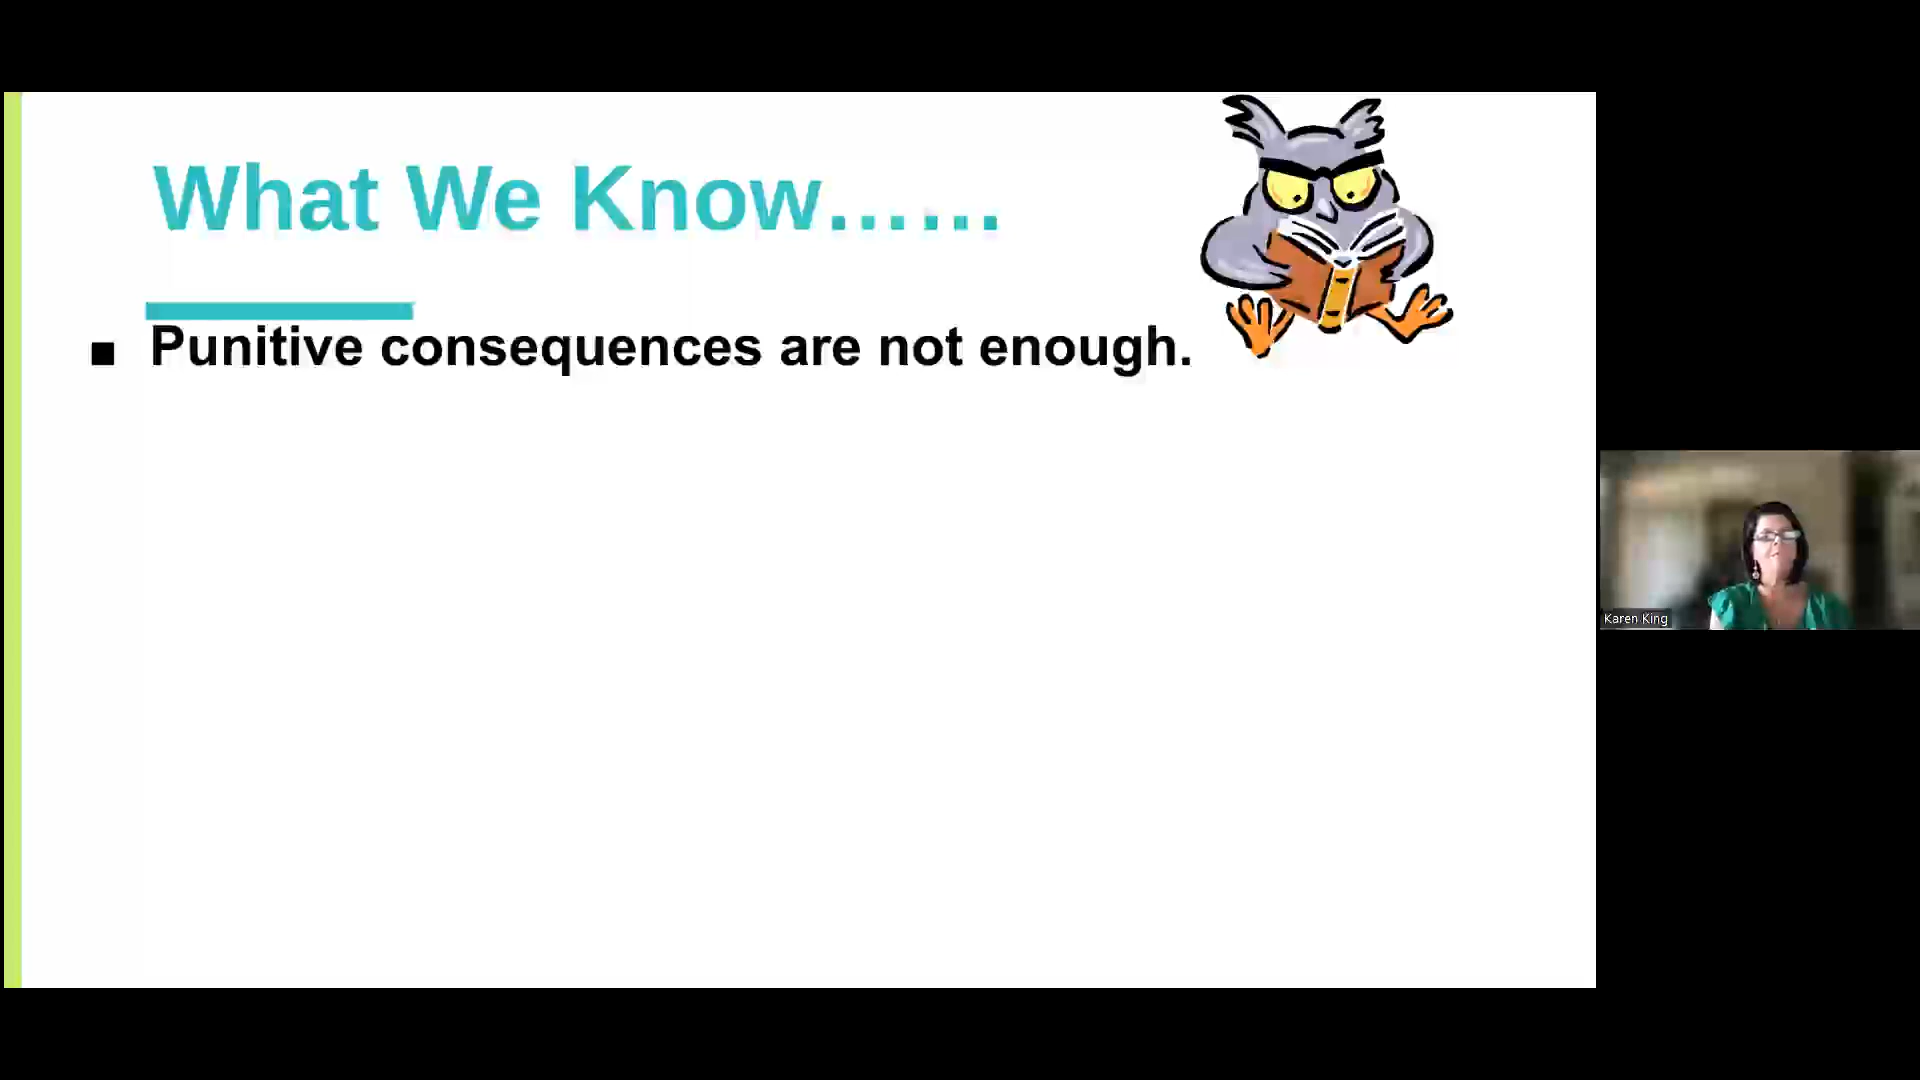 What We Know......
■ Punitive consequences are not enough.
Karen King